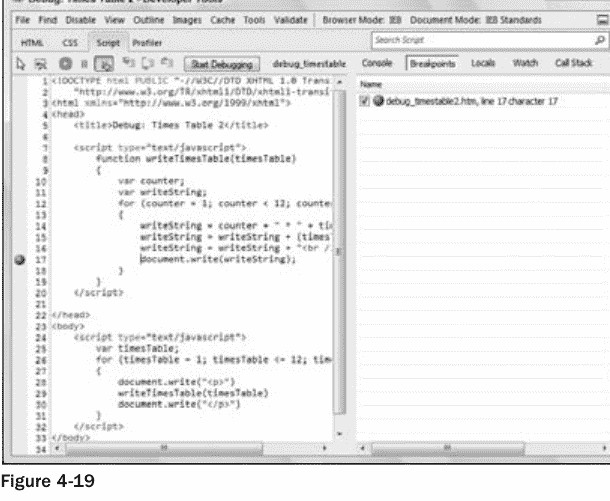 Debug: Times Table 2 - Developer Tools
File Find Disable View Outline Images Cache Tools Validate Browser Mode: IE8 Document Mode: IE8 Standards
HTML CSS Script Profiler Search Script
Start Debugging debug_timestable Console Breakpoints Locals Watch Call Stack
Name
debug_timestable2.htm, line 17 character 17
1 <!DOCTYPE html PUBLIC "-//W3C//DTD XHTML 1.0 Trans
2 "http://www.w3.org/TR/xhtml1/DTD/xhtml1-transi
3 <html xmlns="http://www.w3.org/1999/xhtml">
4 <head>
5 <title>Debug: Times Table 2</title>
6
7 <script type="text/javascript">
8 function writeTimesTable(timesTable)
9 {
10 var counter;
11 var writeString;
12 for (counter = 1; counter < 12; counte
13 {
14 writeString = counter + " * " + ti
15 writeString = writeString + (times
16 writeString = writeString + "<br /
17 document.write(writeString);
18 }
19 }
20 </script>
21
22 </head>
23 <body>
24 <script type="text/javascript">
25 var timesTable;
26 for (timesTable = 1; timesTable <= 12; tim
27 {
28 document.write("<p>")
29 writeTimesTable(timesTable)
30 document.write("</p>")
31 }
32 </script>
33 </body>
34
Figure 4-19